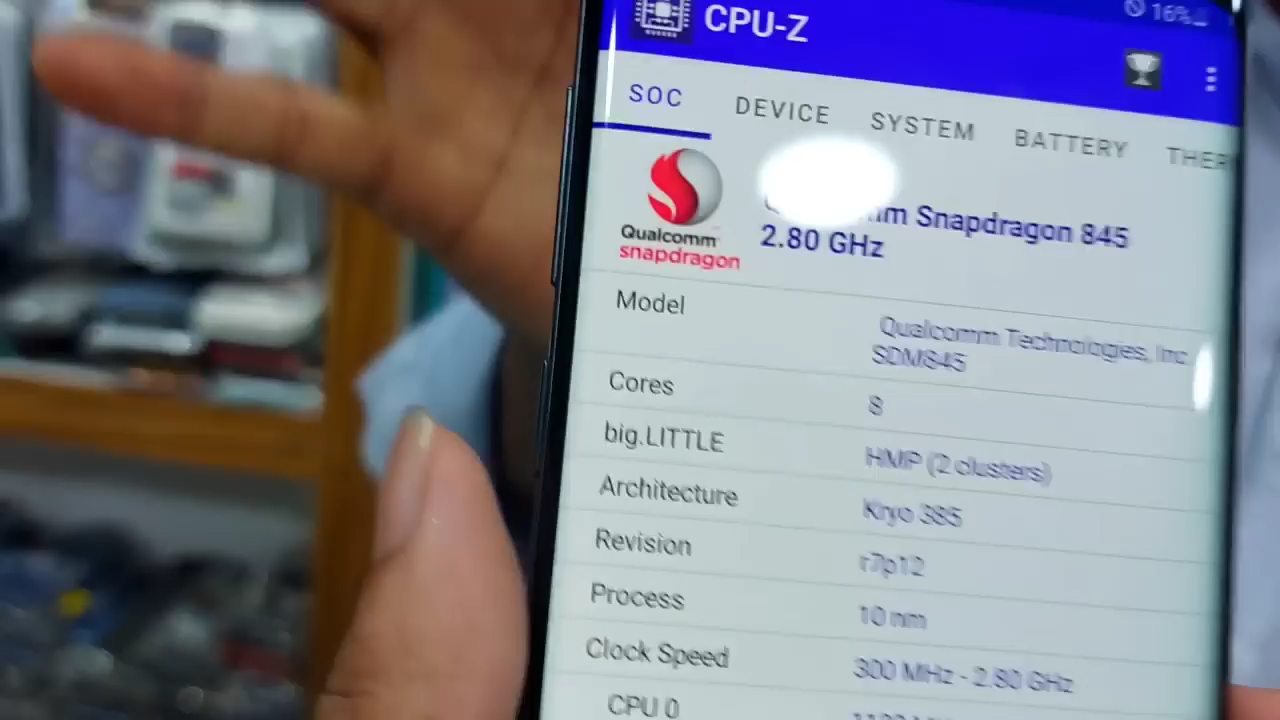 16%
CPU-Z
SOC DEVICE SYSTEM BATTERY THER
Snapdragon 845
2.80 GHz
Qualcomm
snapdragon
Model Qualcomm Technologies, Inc
SDM845
Cores 8
big.LITTLE HMP (2 clusters)
Architecture Kryo 385
Revision r7p12
Process 10 nm
Clock Speed 300 MHz - 2.80 GHz
CPU 0